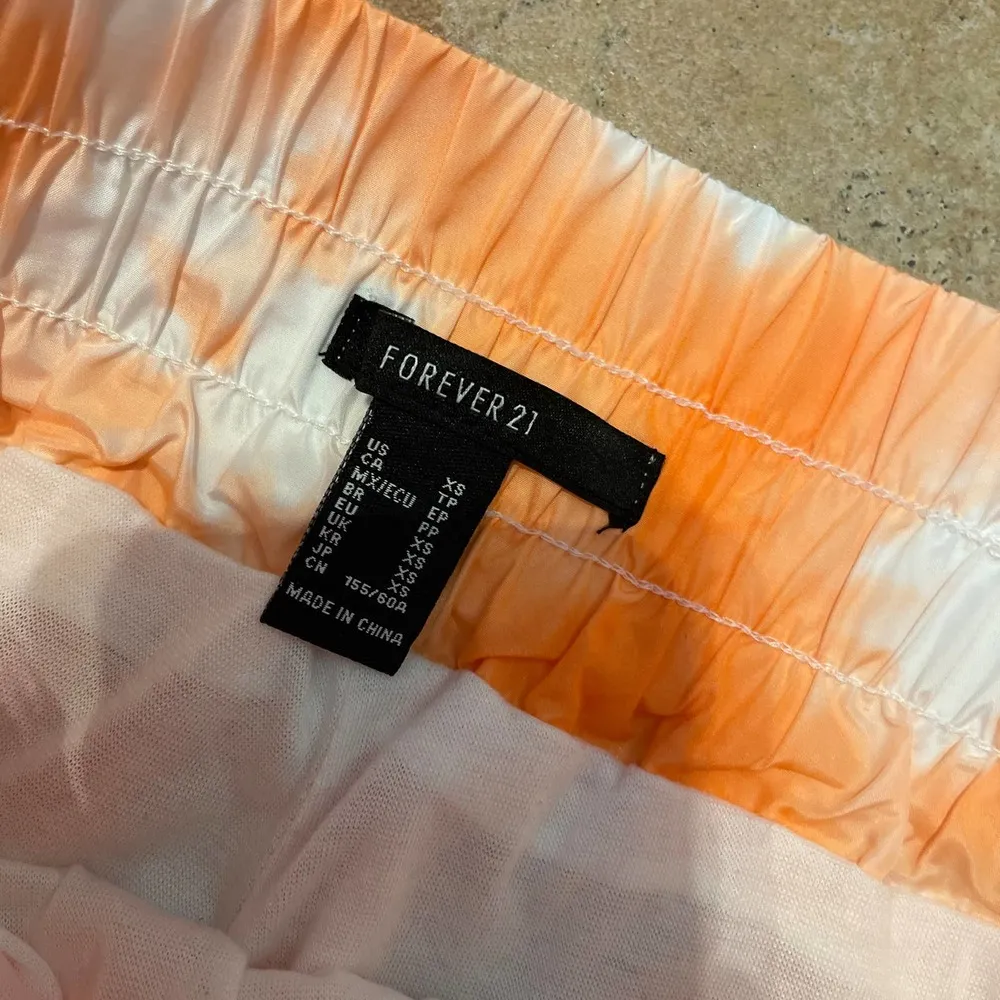 FOREVER 21
US XS
CA TP
MX/ECU EP
BR PP
EU XS
UK XS
KR XS
JP XS
CN 155/60A
MADE IN CHINA